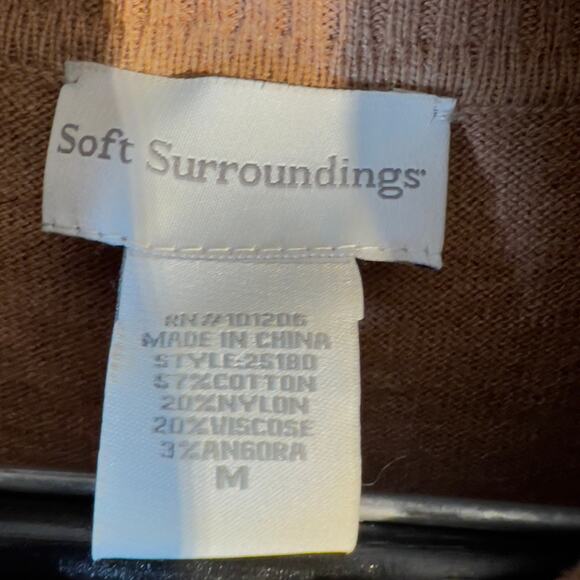 Soft Surroundings
RN#101206
MADE IN CHINA
STYLE:25180
57%COTTON
20%NYLON
20%VISCOSE
3%ANGORA
M